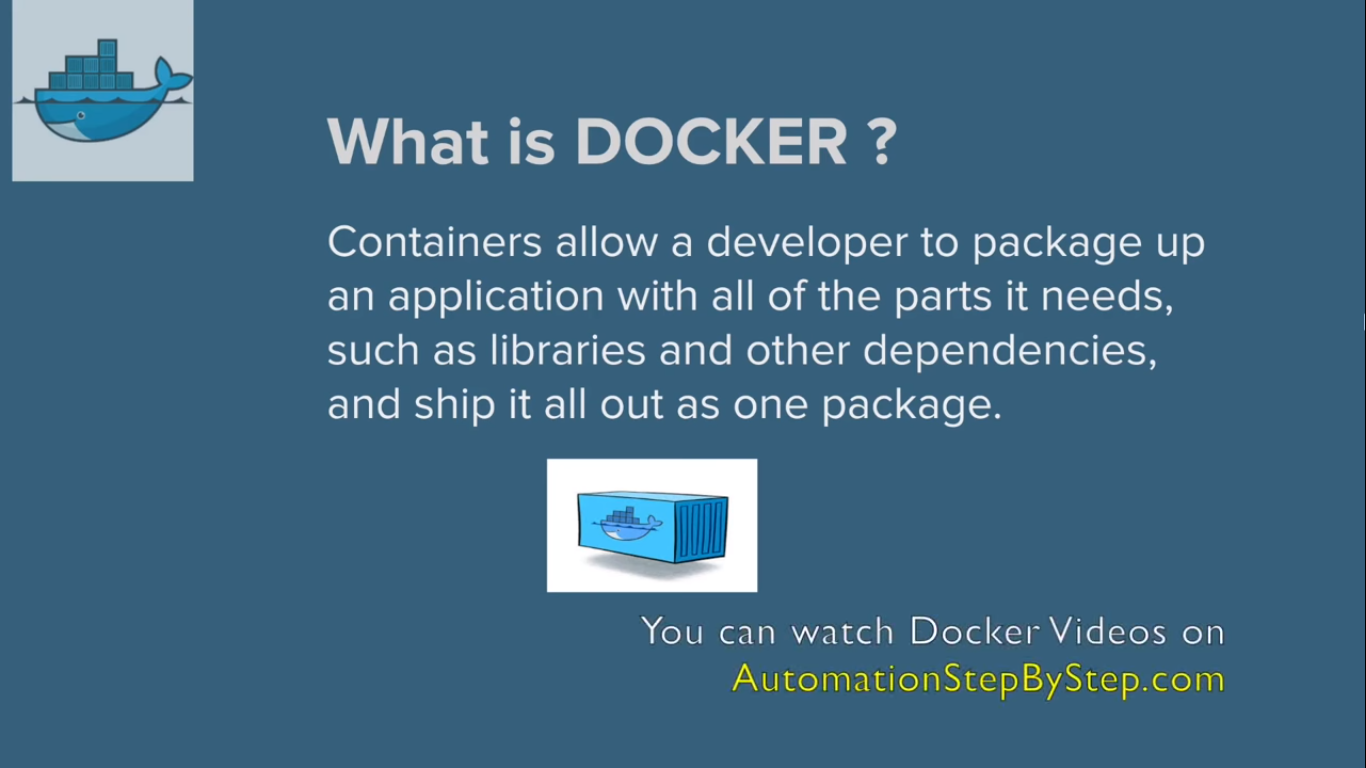 What is DOCKER ?
Containers allow a developer to package up
an application with all of the parts it needs,
such as libraries and other dependencies,
and ship it all out as one package.
You can watch Docker Videos on
AutomationStepByStep.com